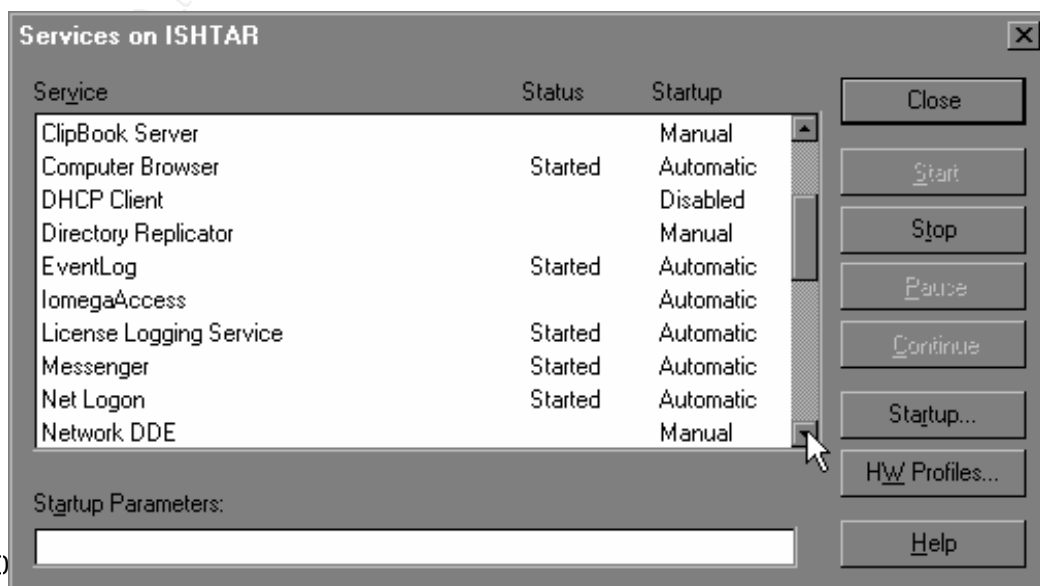 Services on ISHTAR
Service Status Startup
ClipBook Server Manual
Computer Browser Started Automatic
DHCP Client Disabled
Directory Replicator Manual
EventLog Started Automatic
IomegaAccess Automatic
License Logging Service Started Automatic
Messenger Started Automatic
Net Logon Started Automatic
Network DDE Manual
Startup Parameters:
Close
Start
Stop
Pause
Continue
Startup...
HW Profiles...
Help